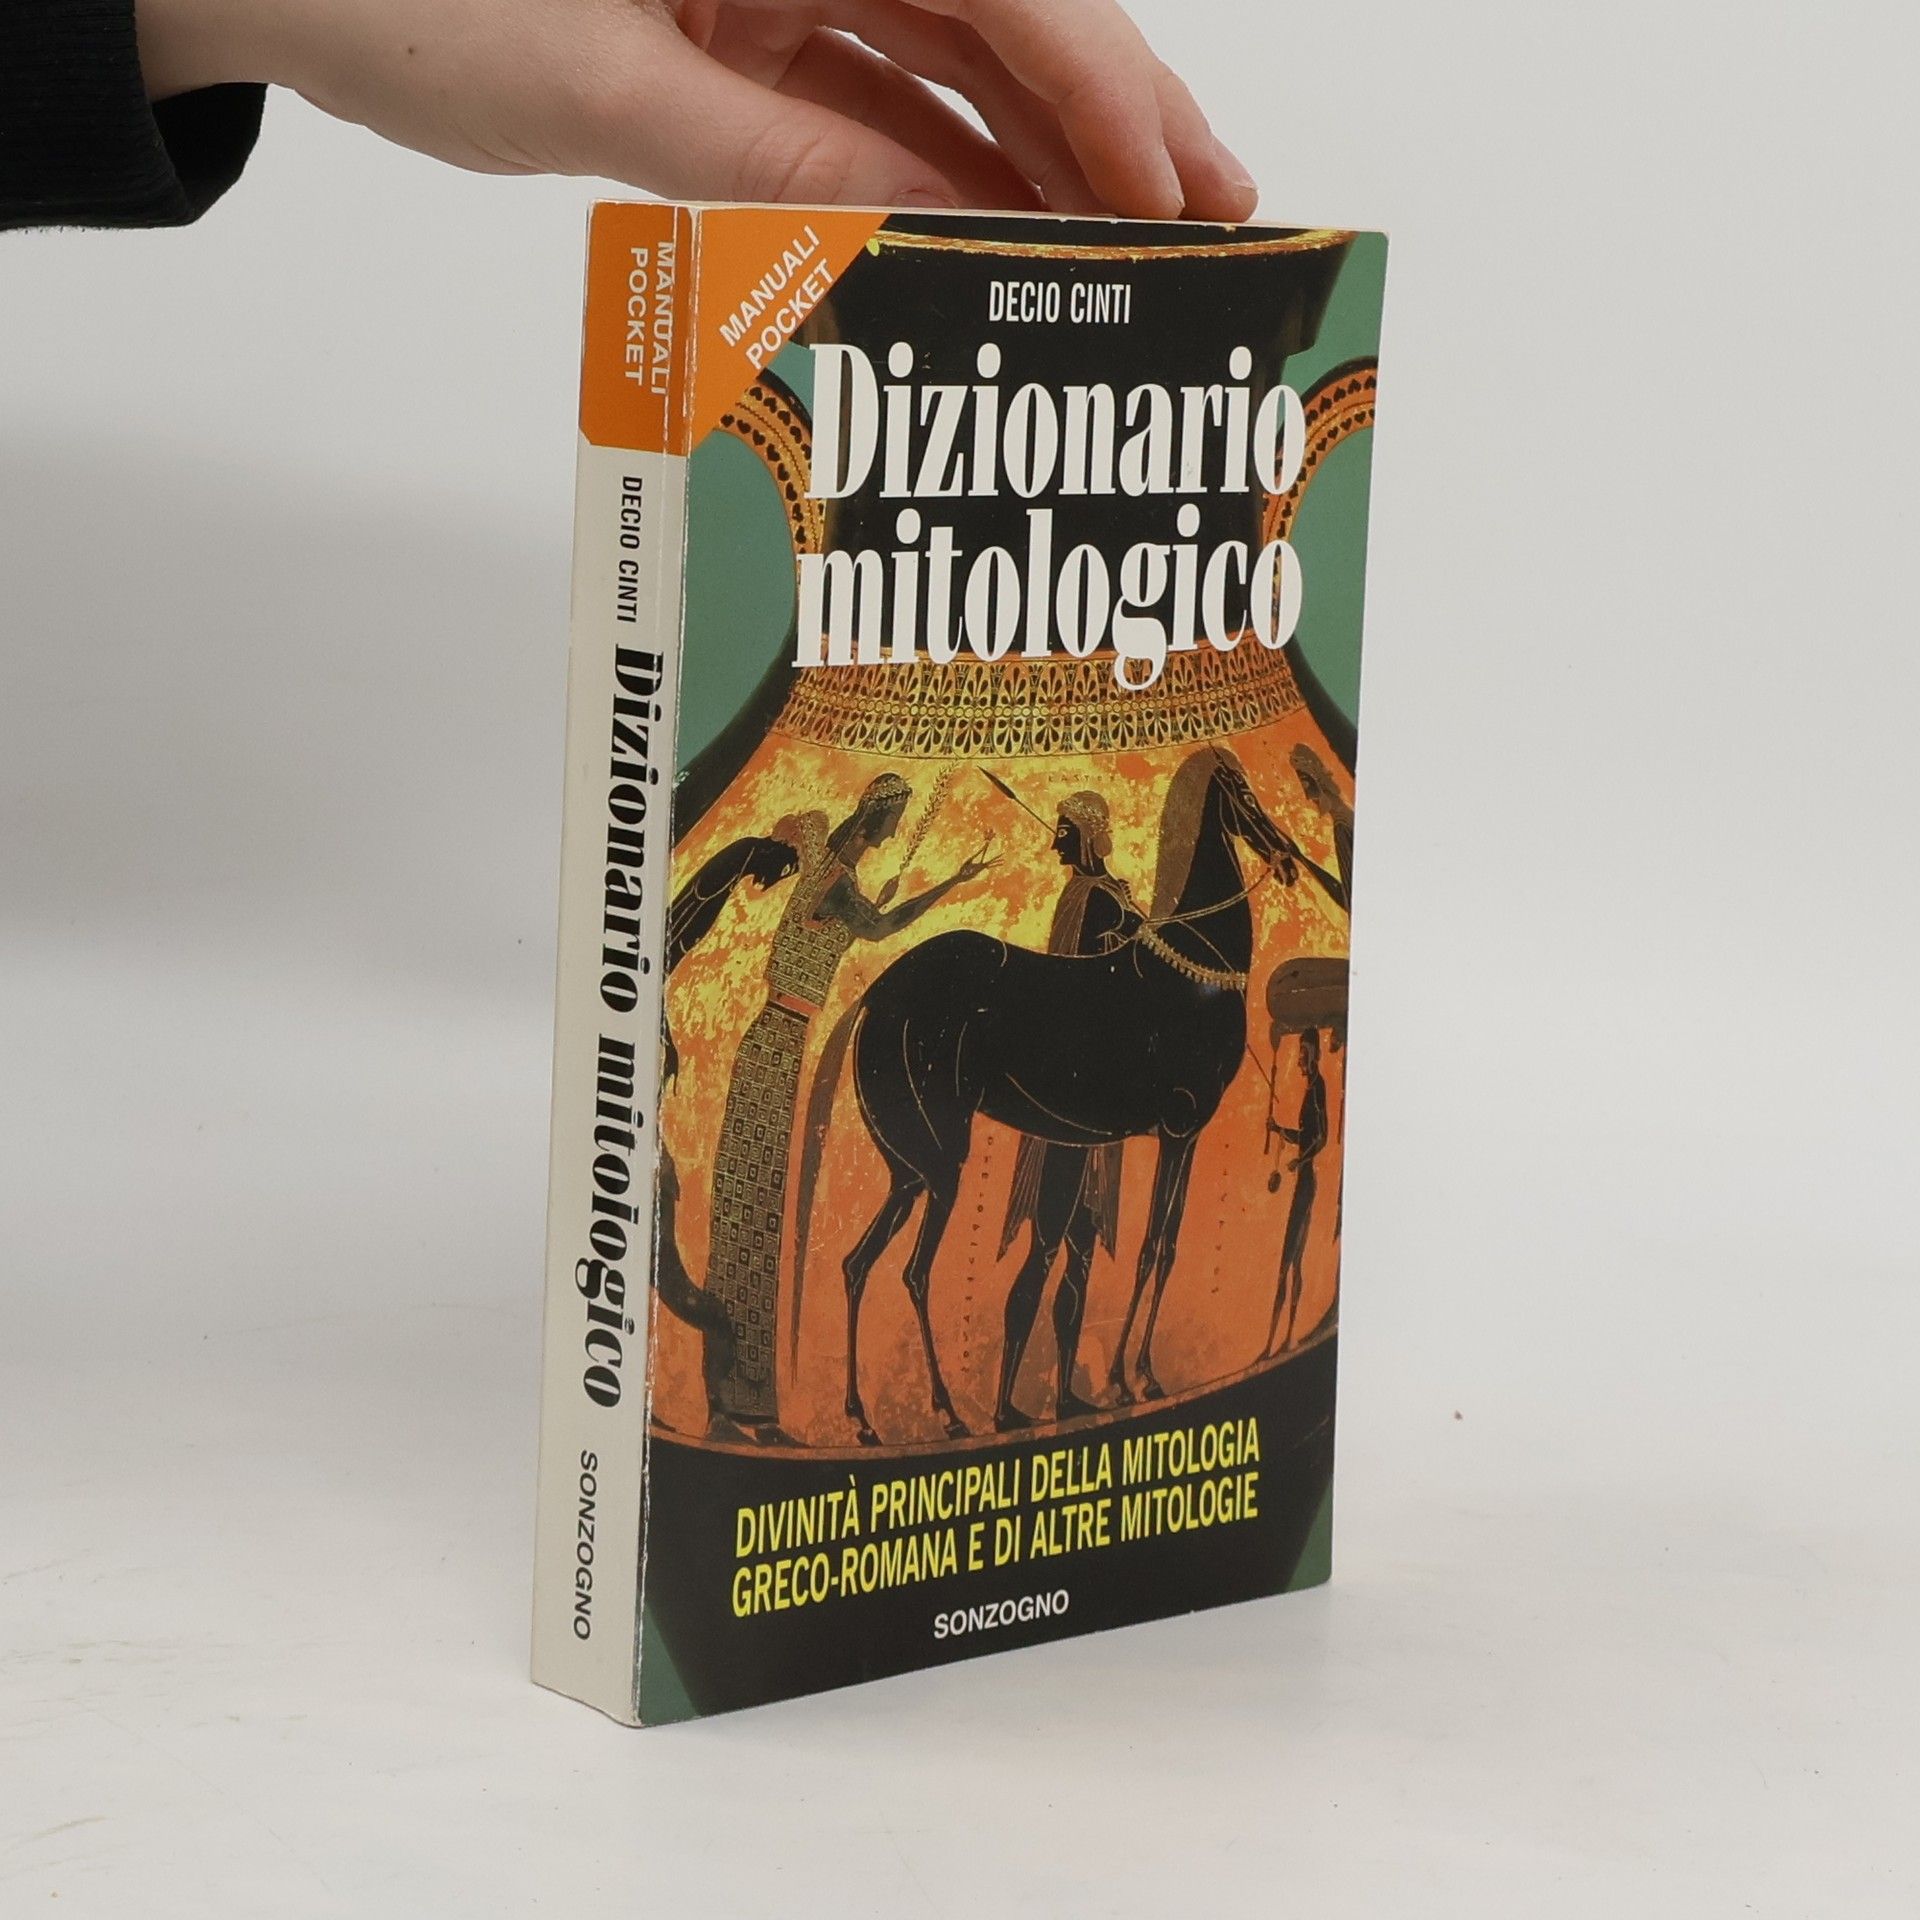 MANUALI
POCKET
DECIO CINTI
Dizionario mitologico
SONZOGNO
MANUALI
POCKET
DECIO CINTI
Dizionario
mitologico
DIVINITÀ PRINCIPALI DELLA MITOLOGIA
GRECO-ROMANA E DI ALTRE MITOLOGIE
SONZOGNO